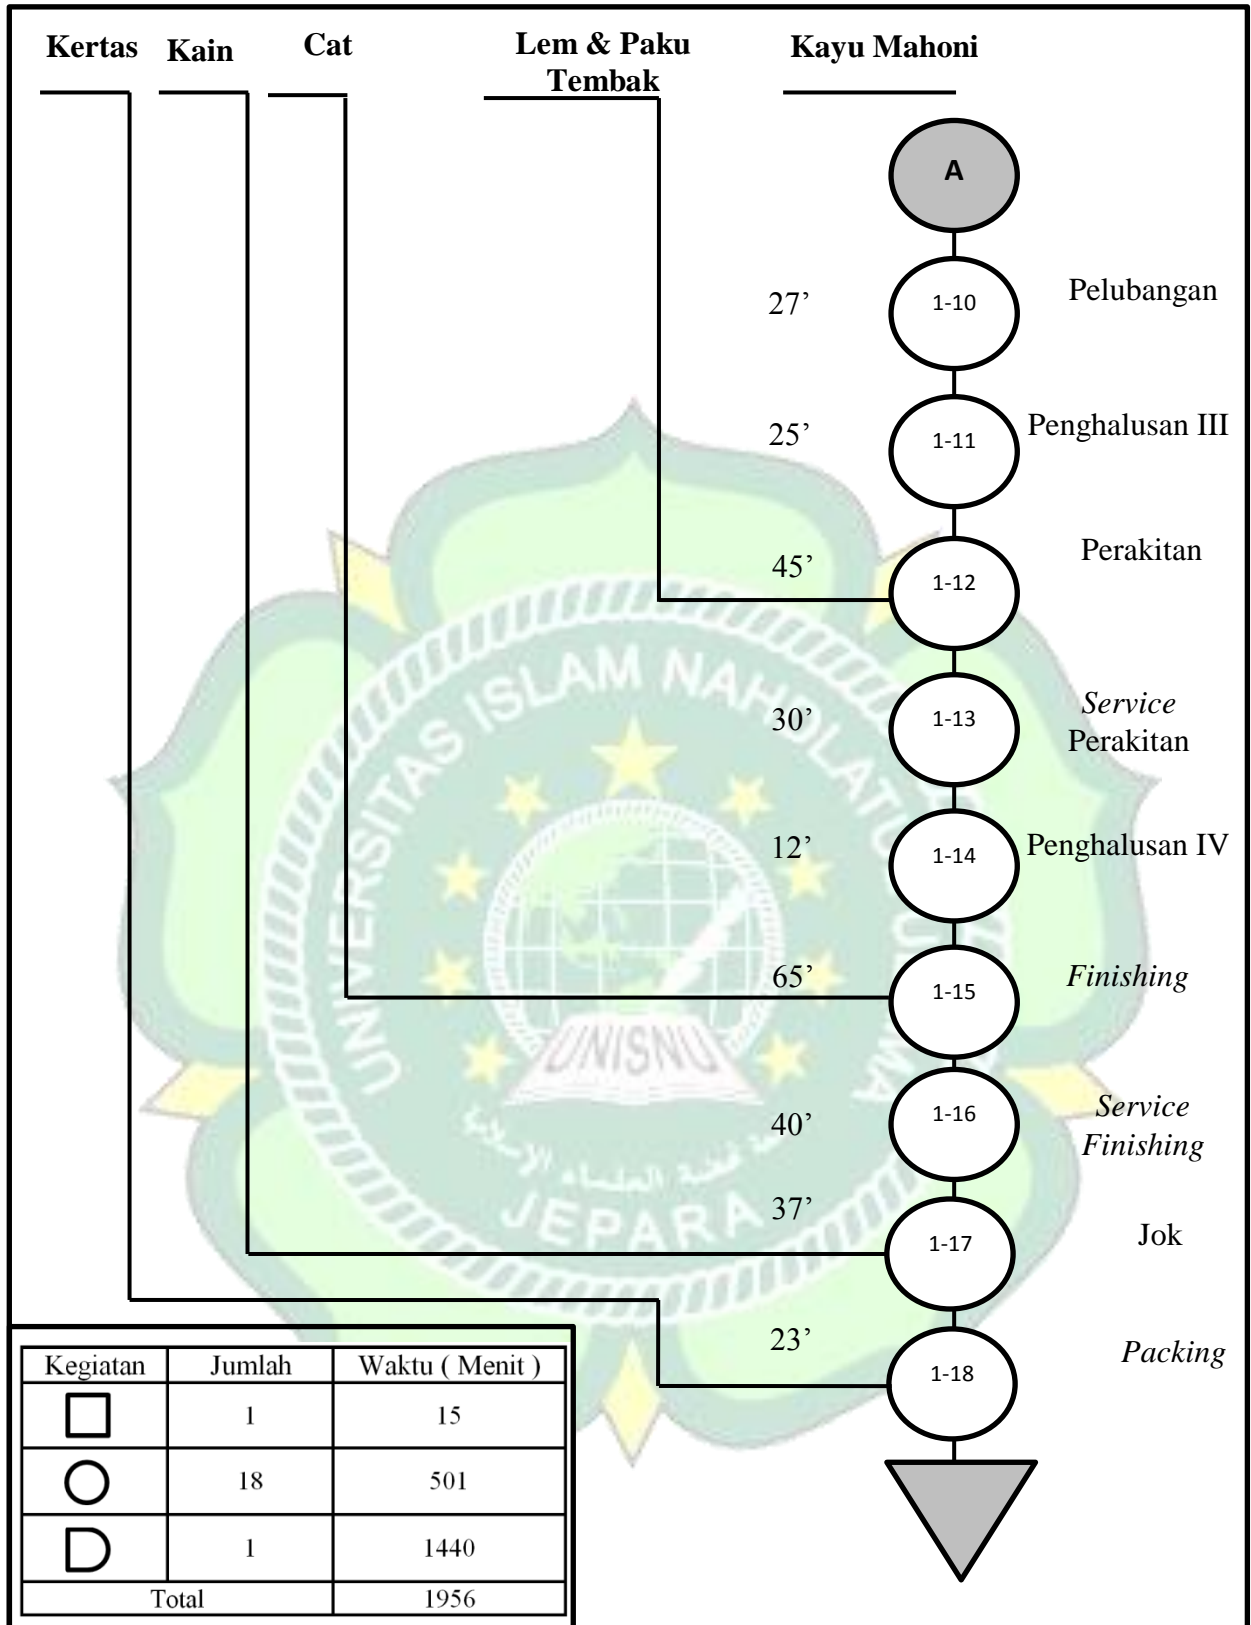 Kertas
Kain
Cat
Lem & Paku
Tembak
Kayu Mahoni
A
27’
1-10
Pelubangan
25’
1-11
Penghalusan III
45’
1-12
Perakitan
30’
1-13
Service
Perakitan
12’
1-14
Penghalusan IV
65’
1-15
Finishing
40’
1-16
Service
Finishing
37’
1-17
Jok
23’
1-18
Packing
UNIVERSITAS ISLAM NAHDLATUL ULAMA
UNISNU
JEPARA
Kegiatan Jumlah Waktu ( Menit )
1 15
18 501
1 1440
Total 1956